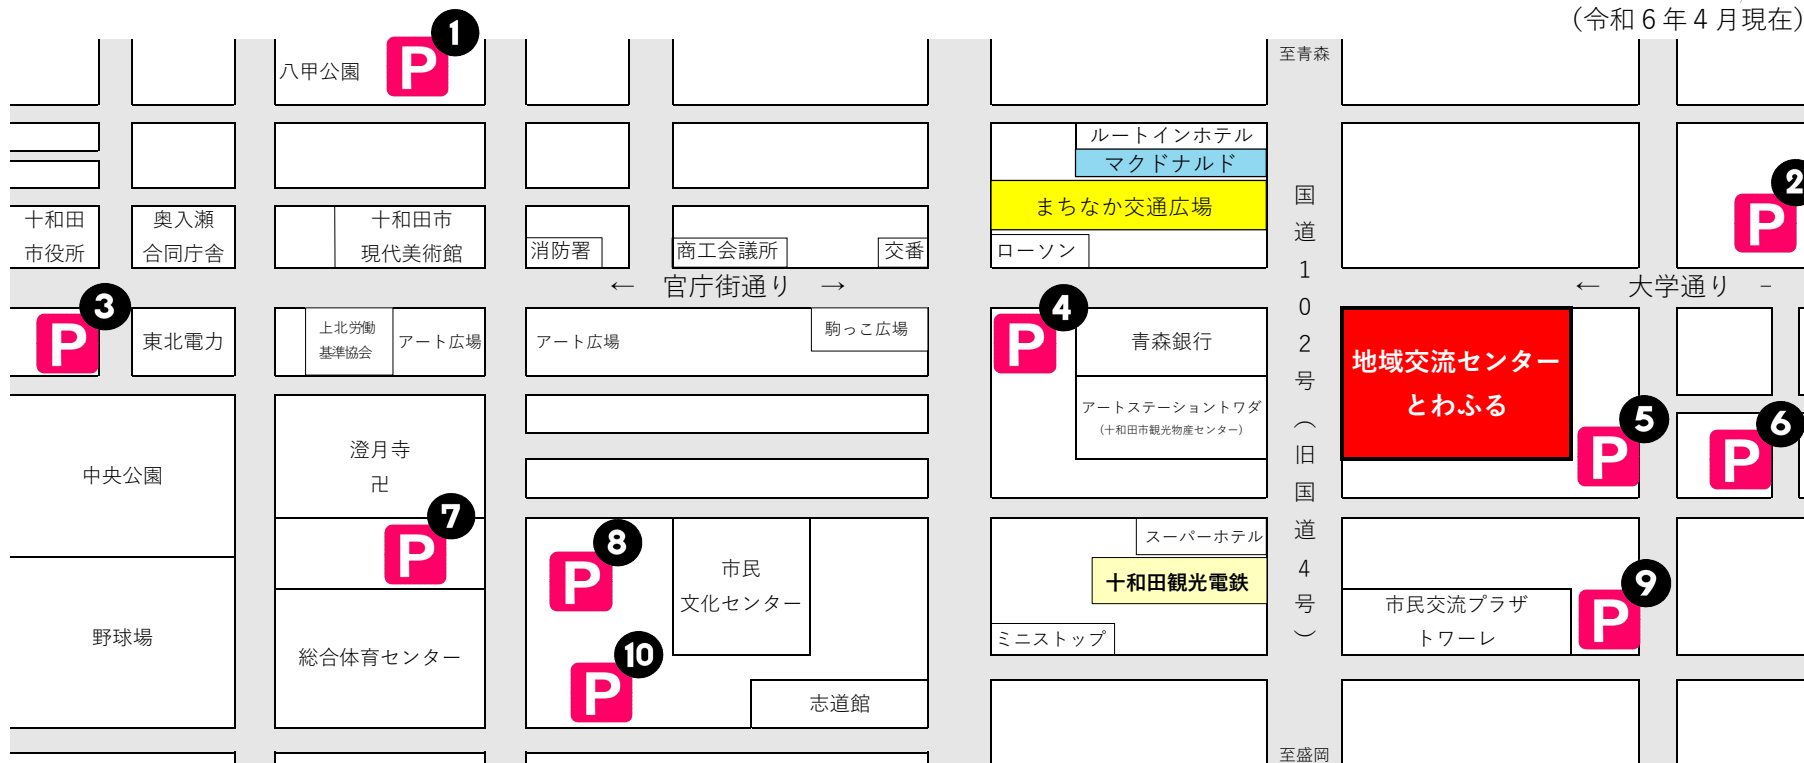 (令和6年4月現在)
八甲公園
P
1
至青森
ルートインホテル
マクドナルド
まちなか交通広場
ローソン
P
2
十和田
市役所
奥入瀬
合同庁舎
十和田市
現代美術館
消防署
商工会議所
交番
← 官庁街通り →
← 大学通り -
国道102号(旧国道4号)
P
3
東北電力
上北労働
基準協会
アート広場
アート広場
駒っこ広場
P
4
青森銀行
アートステーショントワダ
(十和田市観光物産センター)
地域交流センター
とわふる
P
5
P
6
中央公園
澄月寺
卍
P
7
P
8
市民
文化センター
スーパーホテル
十和田観光電鉄
ミニストップ
市民交流プラザ
トワーレ
P
9
野球場
総合体育センター
P
10
志道館
至盛岡